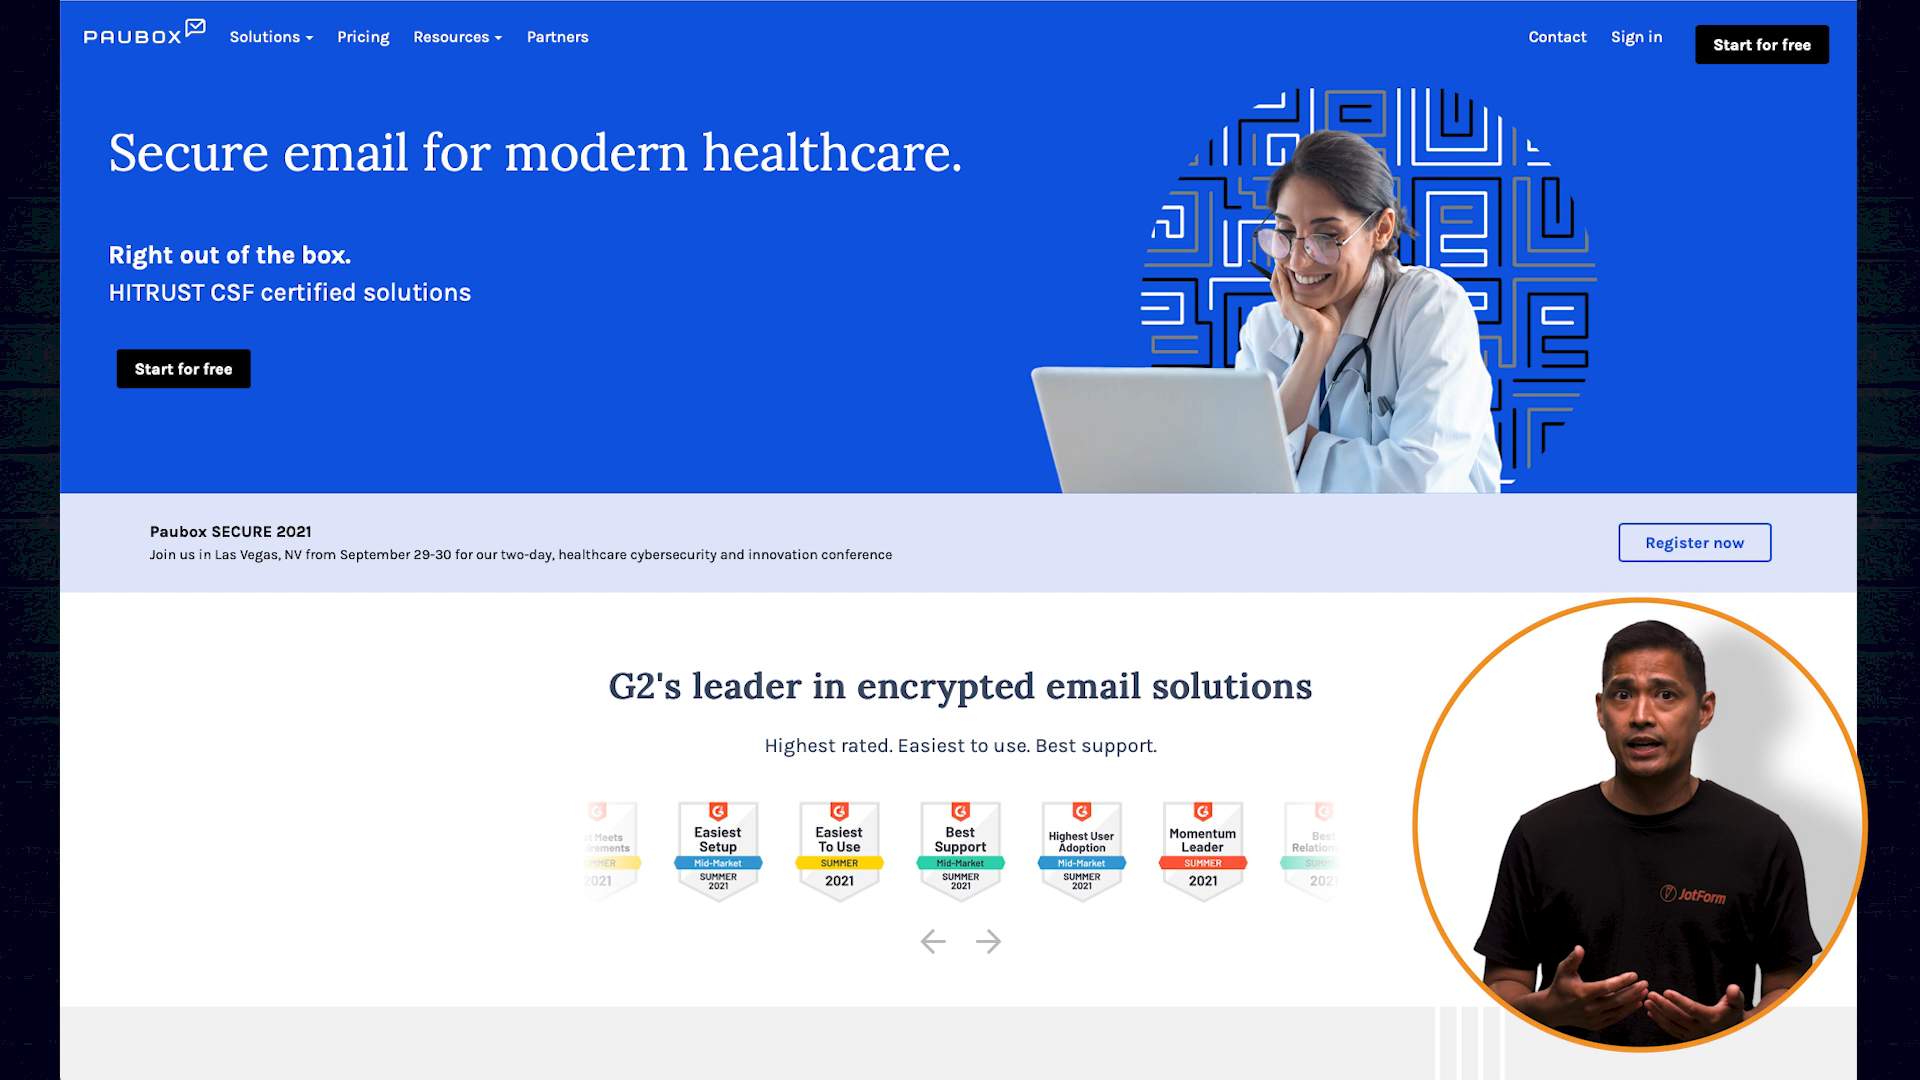 PAUBOX
Solutions
Pricing
Resources
Partners
Contact
Sign in
Start for free
Secure email for modern healthcare.
Right out of the box.
HITRUST CSF certified solutions
Start for free
Paubox SECURE 2021
Join us in Las Vegas, NV from September 29-30 for our two-day, healthcare cybersecurity and innovation conference
Register now
G2's leader in encrypted email solutions
Highest rated. Easiest to use. Best support.
Meets
2021
Easiest
Setup
Mid-Market
SUMMER
2021
Easiest
To Use
SUMMER
2021
Best
Support
Mid-Market
SUMMER
2021
Highest User
Adoption
Mid-Market
SUMMER
2021
Momentum
Leader
SUMMER
2021
Best
2021
JotForm